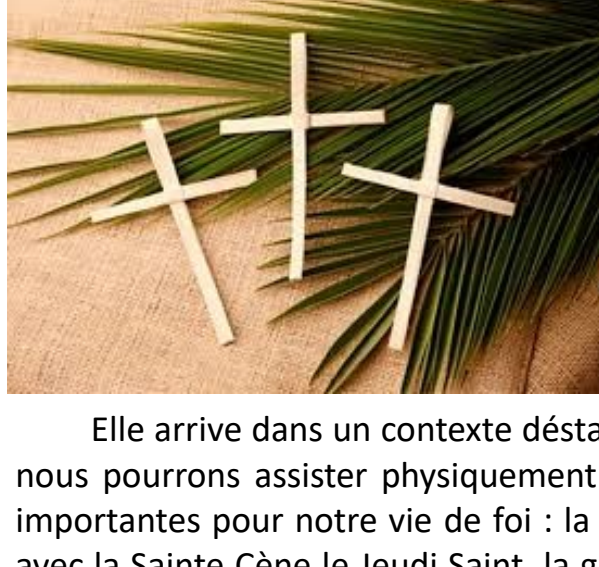 Elle arrive dans un contexte désta
nous pourrons assister physiquement
importantes pour notre vie de foi : la
avec la Sainte Cène le Jeudi Saint, la g